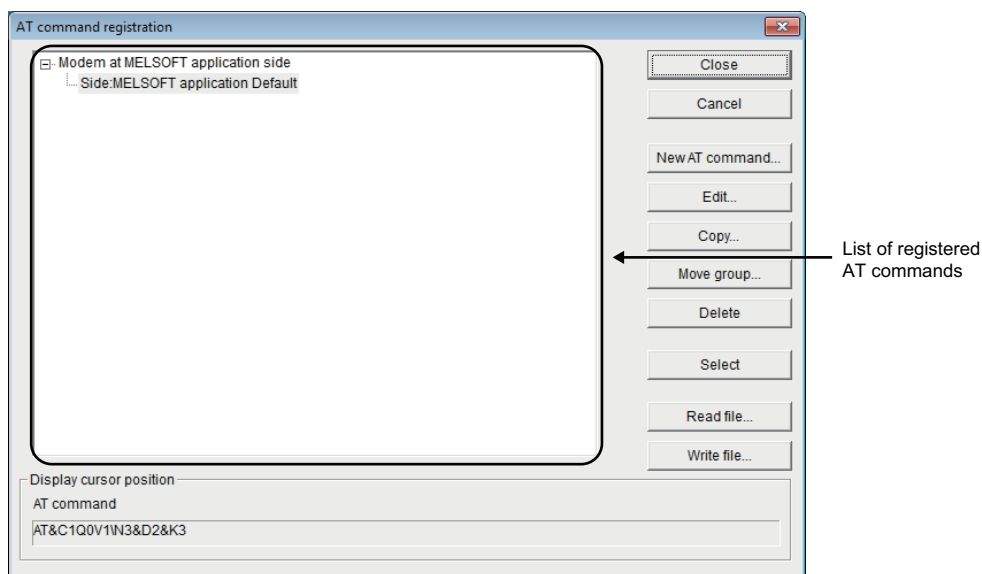 AT command registration
Modem at MELSOFT application side
Side:MELSOFT application Default
Close
Cancel
New AT command...
Edit...
Copy...
Move group...
Delete
Select
Read file...
Write file...
List of registered
AT commands
Display cursor position
AT command
AT&C1Q0V1\N3&D2&K3